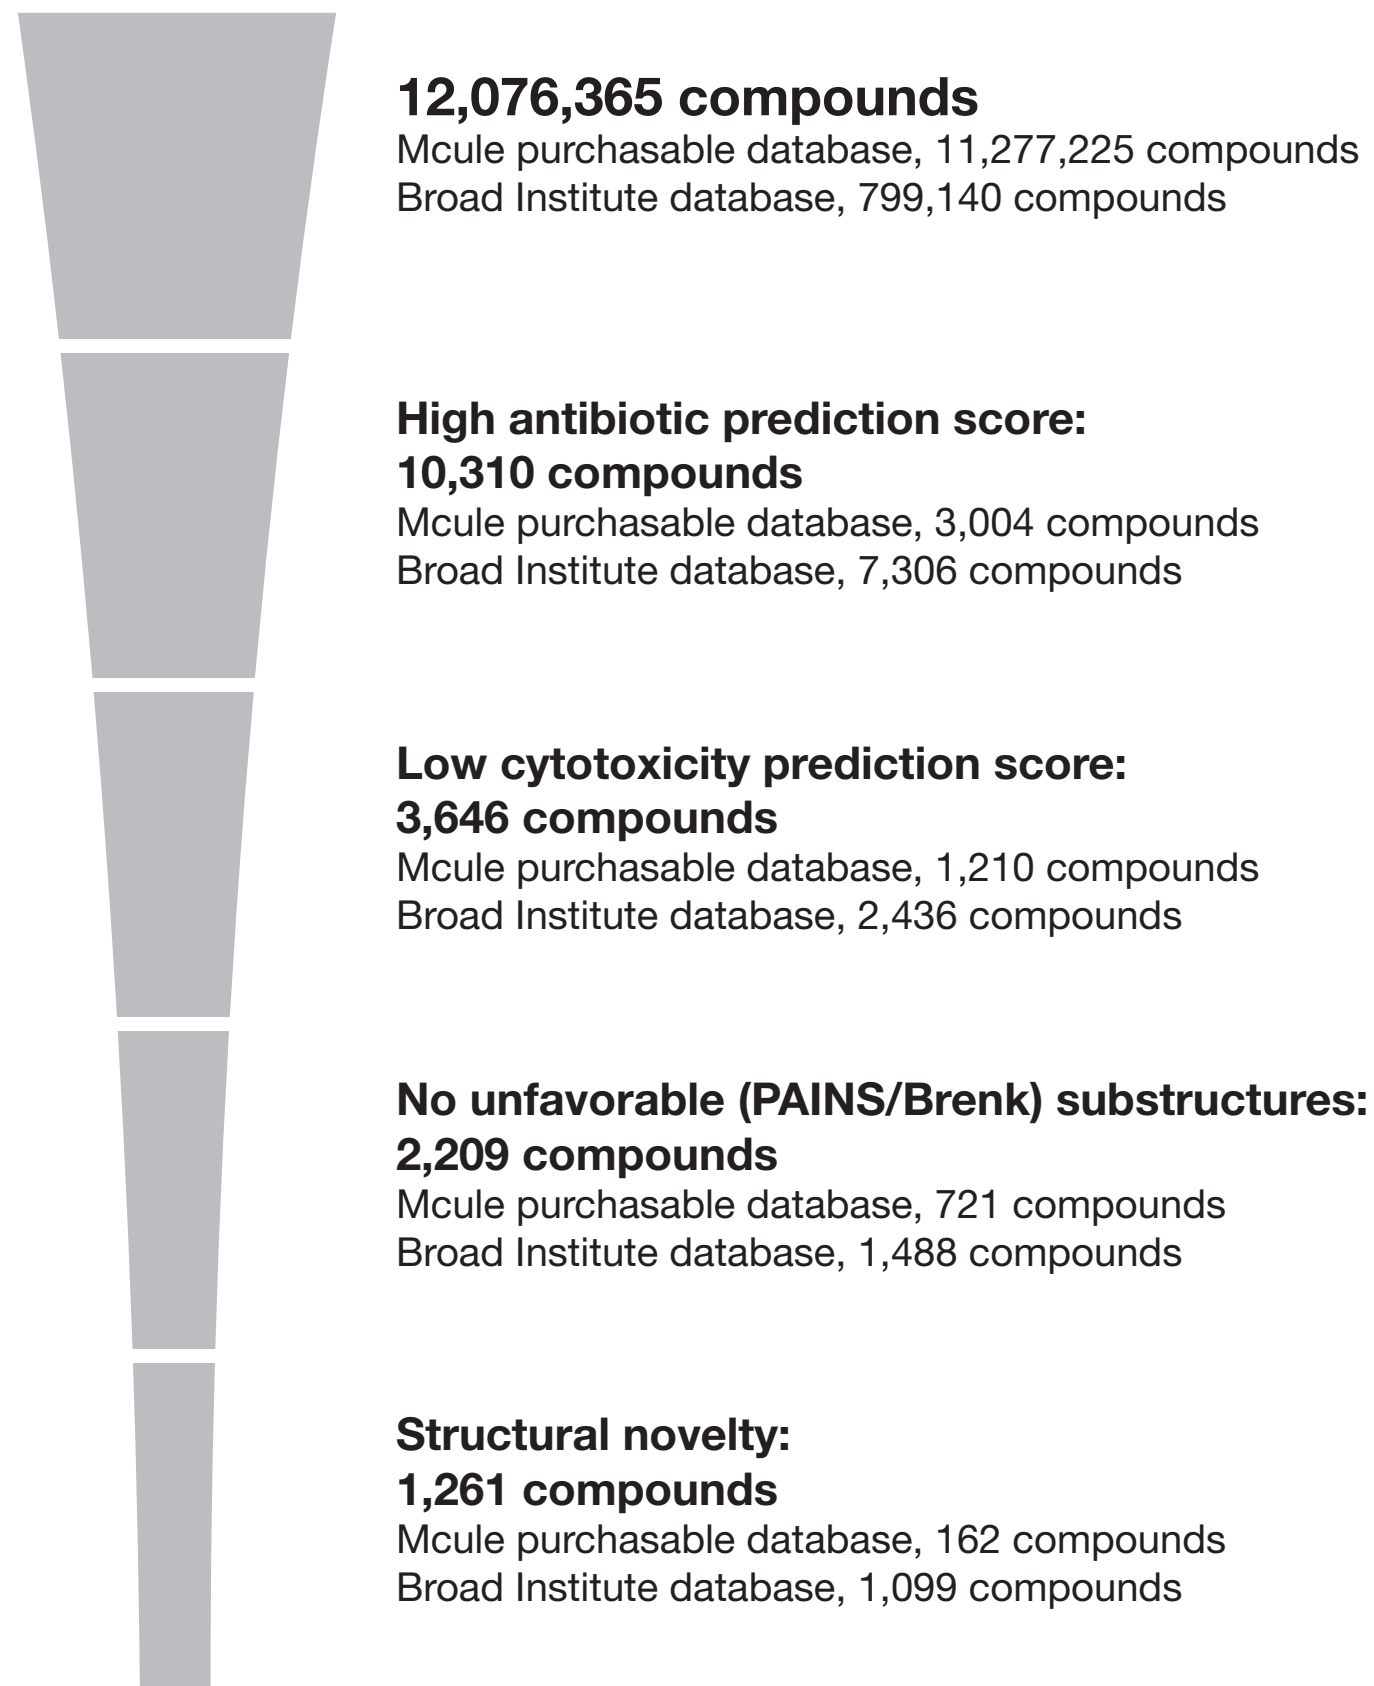 12,076,365 compounds
Mcule purchasable database, 11,277,225 compounds
Broad Institute database, 799,140 compounds
High antibiotic prediction score:
10,310 compounds
Mcule purchasable database, 3,004 compounds
Broad Institute database, 7,306 compounds
Low cytotoxicity prediction score:
3,646 compounds
Mcule purchasable database, 1,210 compounds
Broad Institute database, 2,436 compounds
No unfavorable (PAINS/Brenk) substructures:
2,209 compounds
Mcule purchasable database, 721 compounds
Broad Institute database, 1,488 compounds
Structural novelty:
1,261 compounds
Mcule purchasable database, 162 compounds
Broad Institute database, 1,099 compounds